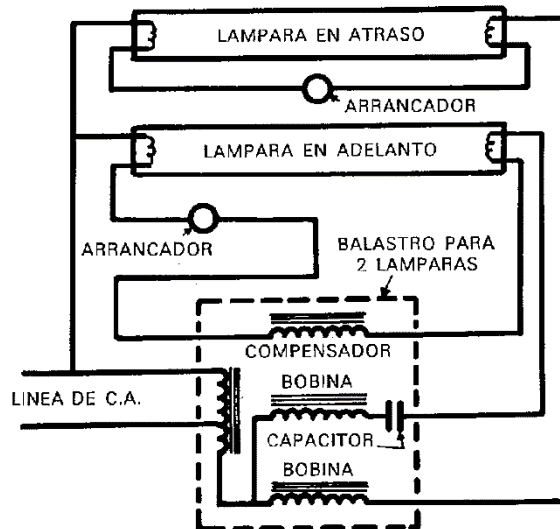 LAMPARA EN ATRASO
ARRANCADOR
LAMPARA EN ADELANTO
ARRANCADOR
BALASTRO PARA
2 LAMPARAS
COMPENSADOR
LINEA DE C.A.
BOBINA
CAPACITOR
BOBINA